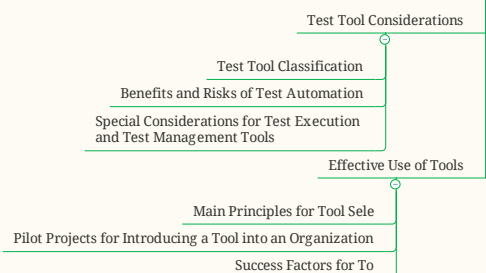 Test Tool Considerations
Test Tool Classification
Benefits and Risks of Test Automation
Special Considerations for Test Execution
and Test Management Tools
Effective Use of Tools
Main Principles for Tool Sele
Pilot Projects for Introducing a Tool into an Organization
Success Factors for To